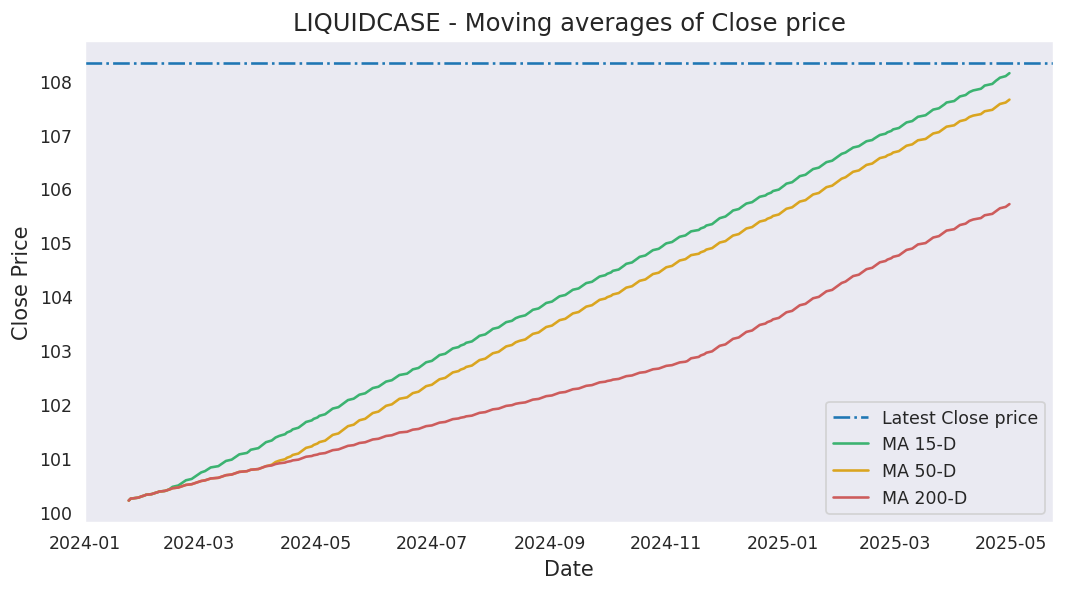 LIQUIDCASE - Moving averages of Close price
Close Price
108
107
106
105
104
103
102
101
100
Latest Close price
MA 15-D
MA 50-D
MA 200-D
2024-01 2024-03 2024-05 2024-07 2024-09 2024-11 2025-01 2025-03 2025-05
Date